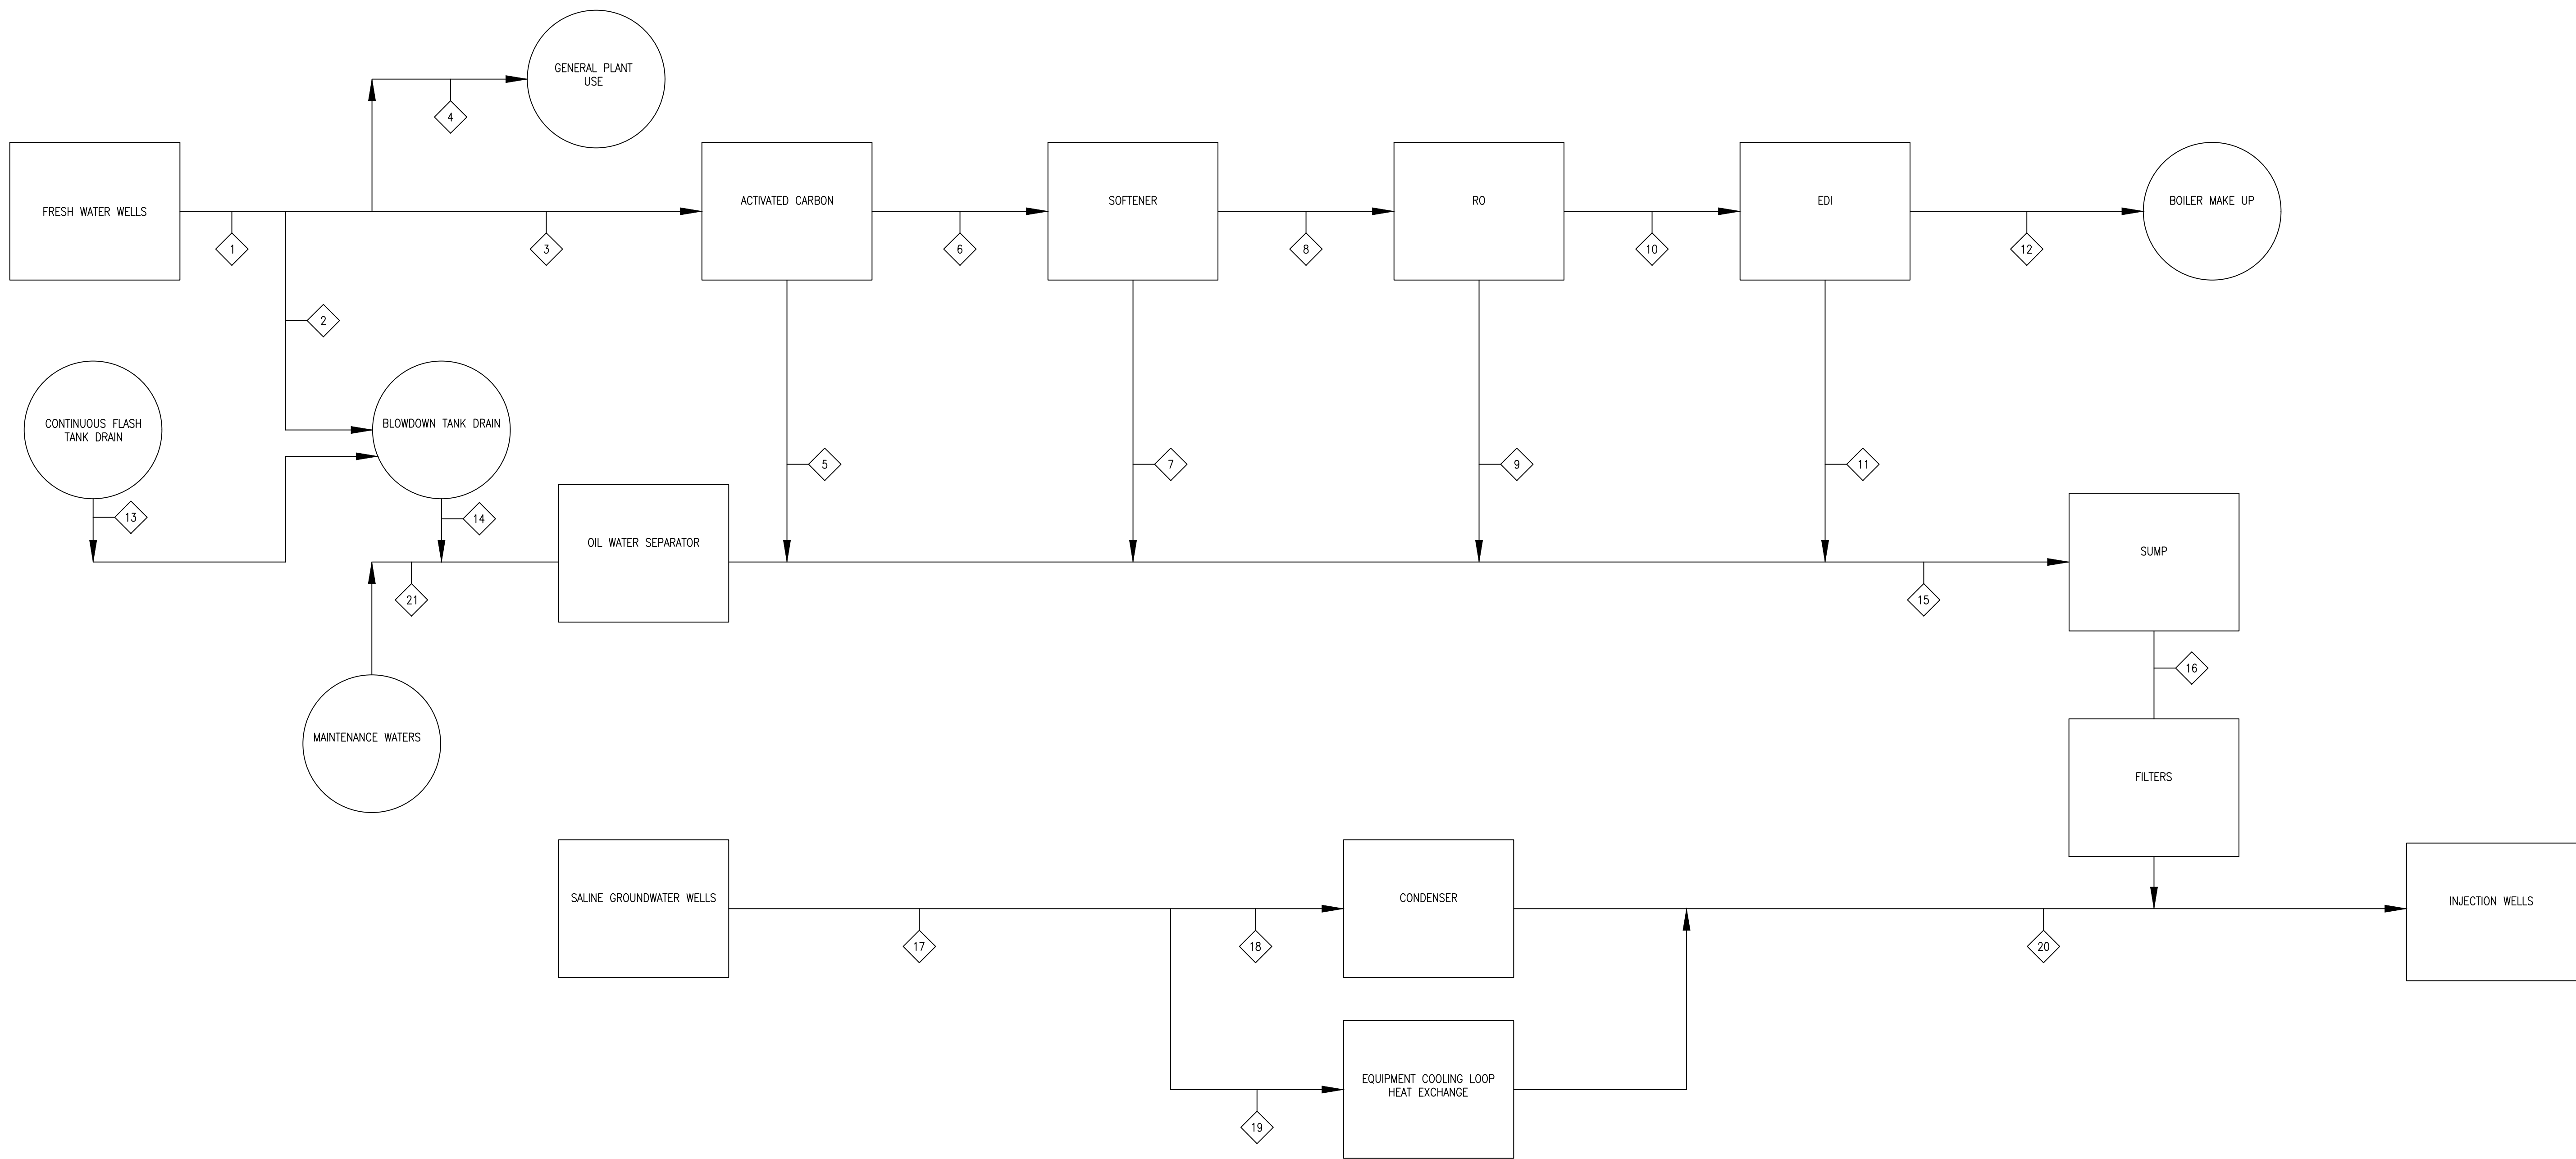 GENERAL PLANT
USE
4
FRESH WATER WELLS
ACTIVATED CARBON
SOFTENER
RO
EDI
BOILER MAKE UP
1
3
6
8
10
12
2
CONTINUOUS FLASH
TANK DRAIN
BLOWDOWN TANK DRAIN
5
7
9
11
13
14
OIL WATER SEPARATOR
SUMP
21
15
16
MAINTENANCE WATERS
FILTERS
SALINE GROUNDWATER WELLS
CONDENSER
INJECTION WELLS
17
18
20
EQUIPMENT COOLING LOOP
HEAT EXCHANGE
19